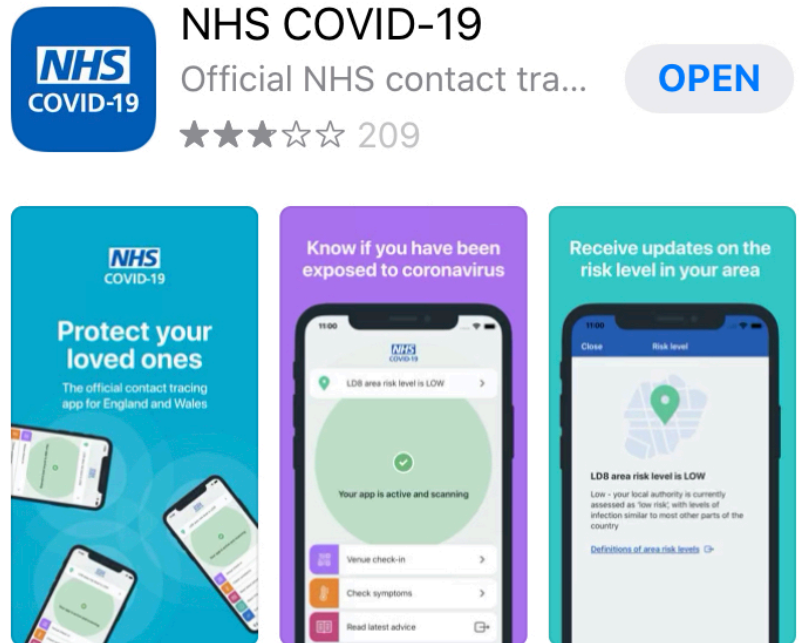 NHS COVID-19
NHS
COVID-19
Official NHS contact tra...
OPEN
209
NHS
COVID-19
Protect your
loved ones
The official contact tracing
app for England and Wales
Know if you have been
exposed to coronavirus
11:00
NHS
COVID-19
LDB area risk level is LOW
Your app is active and scanning
Venue check-in
Check symptoms
Read latest advice
Receive updates on the
risk level in your area
11:00
Close
Risk level
LDB area risk level is LOW
Low - your local authority is currently
assessed as 'low risk', with levels of
infection similar to most other parts of the
country
Definitions of area risk levels